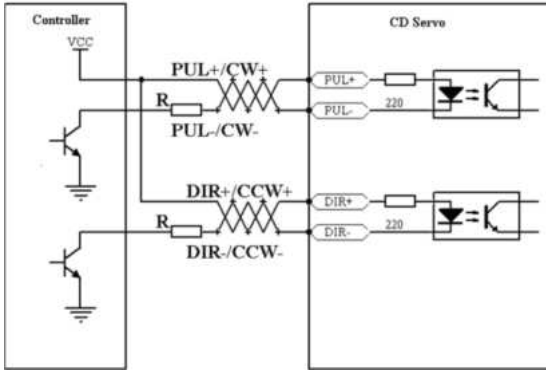 Controller
CD Servo
VCC
PUL+/CW+
PUL+
R
220
PUL-
PUL-/CW-
DIR+/CCW+
DIR+
R
220
DIR-
DIR-/CCW-